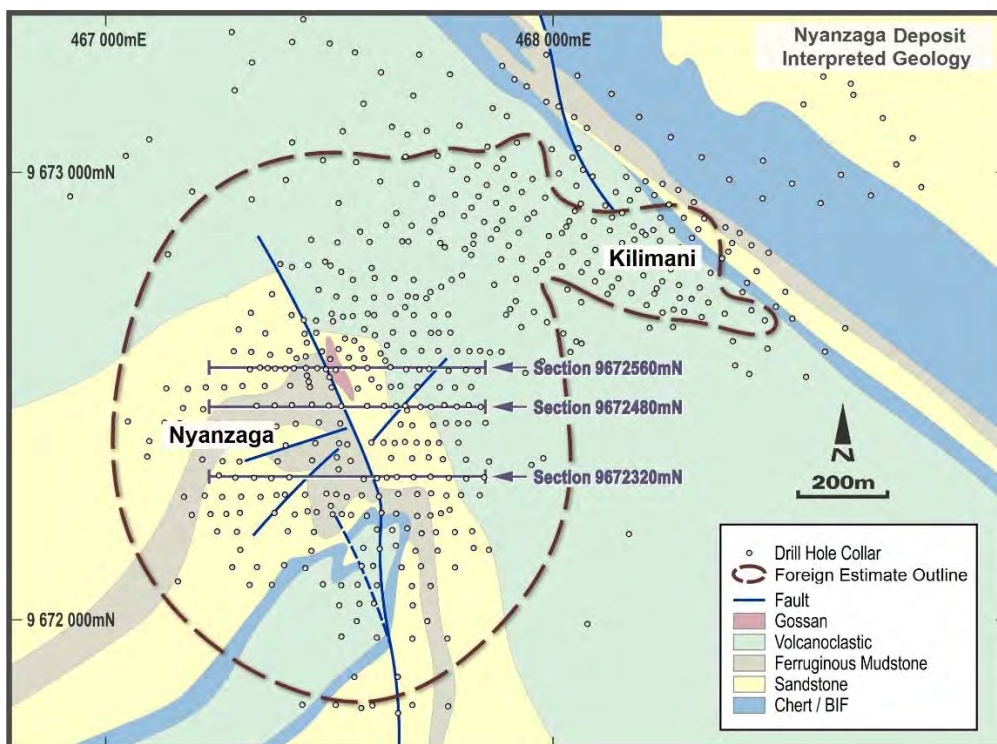 467 000mE
468 000mE
Nyanzaga Deposit
Interpreted Geology
9 673 000mN
Kilimani
Section 9672560mN
Section 9672480mN
Nyanzaga
Section 9672320mN
N
200m
9 672 000mN
Drill Hole Collar
Foreign Estimate Outline
Fault
Gossan
Volcanoclastic
Ferruginous Mudstone
Sandstone
Chert / BIF